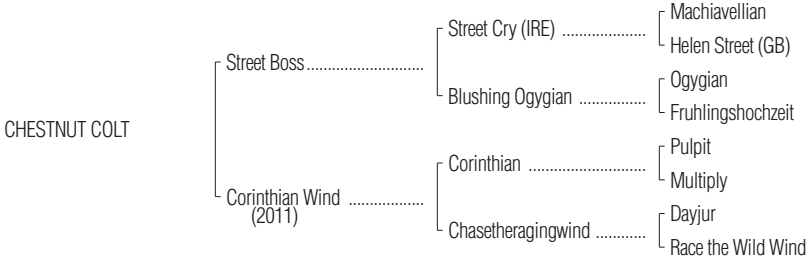 Machiavellian
Street Cry (IRE) ....................
Helen Street (GB)
Street Boss...........................
Ogygian
Blushing Ogygian ................
Fruhlingshochzeit
CHESTNUT COLT
Pulpit
Corinthian ...........................
Multiply
Corinthian Wind .................
(2011)
Dayjur
Chasetheragingwind ............
Race the Wild Wind